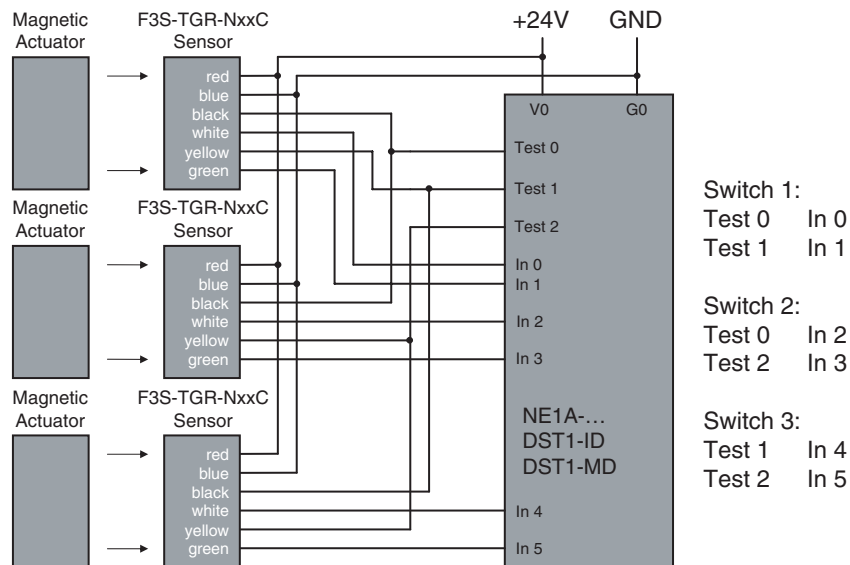 Magnetic
Actuator
F3S-TGR-NxxC
Sensor
+24V
GND
red
blue
black
white
yellow
green
V0
G0
Test 0
Test 1
Test 2
In 0
In 1
In 2
In 3
In 4
In 5
NE1A-...
DST1-ID
DST1-MD
Magnetic
Actuator
F3S-TGR-NxxC
Sensor
red
blue
black
white
yellow
green
Magnetic
Actuator
F3S-TGR-NxxC
Sensor
red
blue
black
white
yellow
green
Switch 1:
Test 0 In 0
Test 1 In 1
Switch 2:
Test 0 In 2
Test 2 In 3
Switch 3:
Test 1 In 4
Test 2 In 5